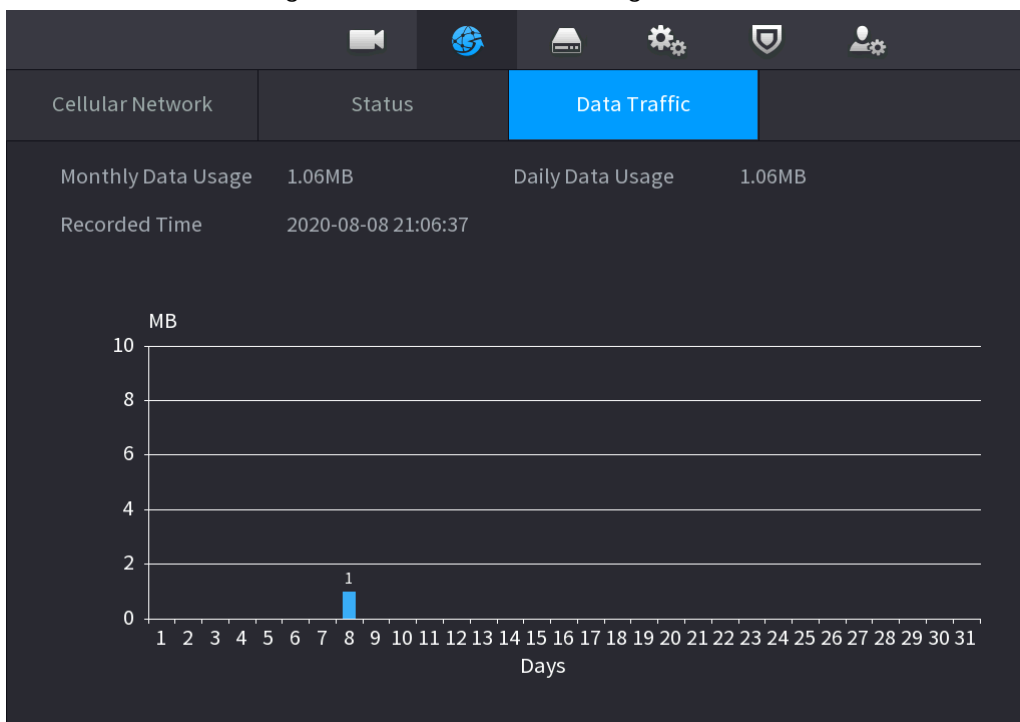 Cellular Network Status Data Traffic
Monthly Data Usage 1.06MB Daily Data Usage 1.06MB
Recorded Time 2020-08-08 21:06:37
MB
10
8
6
4
2
1
0
1 2 3 4 5 6 7 8 9 10 11 12 13 14 15 16 17 18 19 20 21 22 23 24 25 26 27 28 29 30 31
Days